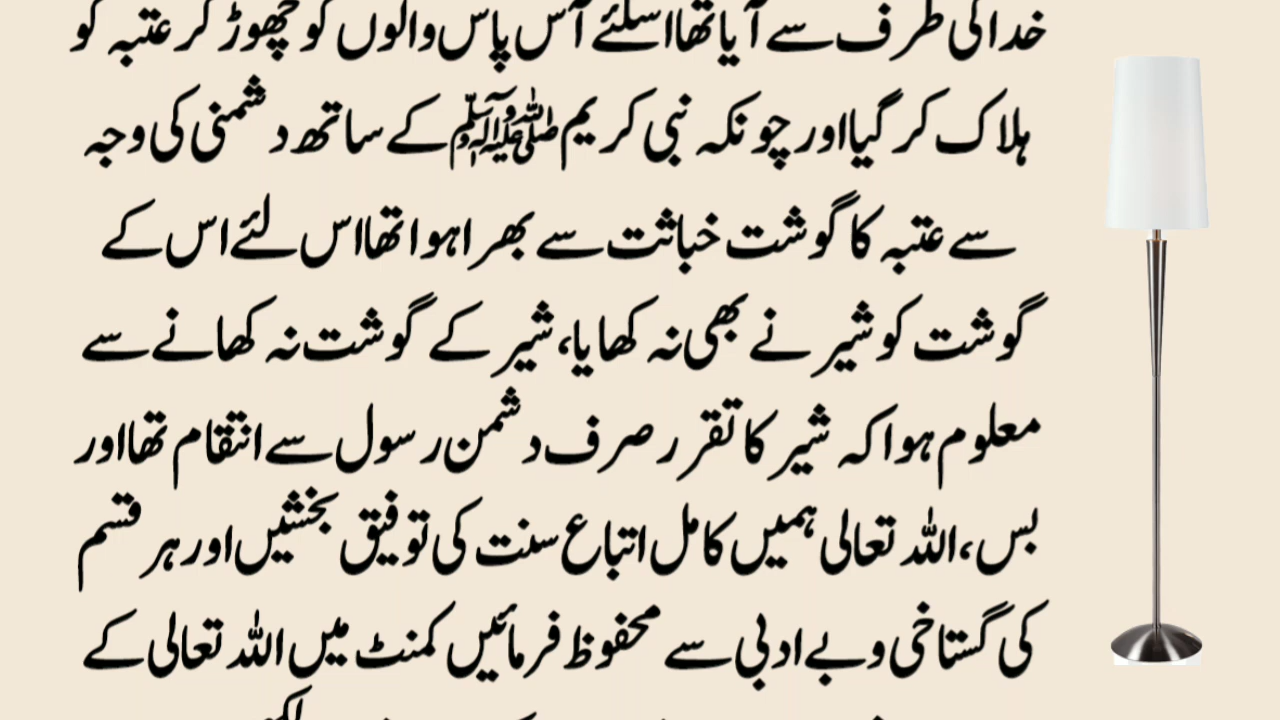 خدا کی طرف سے آیا تھا اسلئے آس پاس والوں کو چھوڑ کر عتبہ کو
ہلاک کر گیا اور چونکہ نبی کریم ﷺ کے ساتھ دشمنی کی وجہ
سے عتبہ کا گوشت خباثت سے بھرا ہوا تھا اس لئے اس کے
گوشت کو شیر نے بھی نہ کھایا، شیر کے گوشت نہ کھانے سے
معلوم ہوا کہ شیر کا تقرر صرف دشمن رسول سے انتقام تھا اور
بس، اللہ تعالی ہمیں کامل اتباع سنت کی توفیق بخشیں اور ہر قسم
کی گستاخی و بے ادبی سے محفوظ فرمائیں کمنٹ میں اللہ تعالی کے